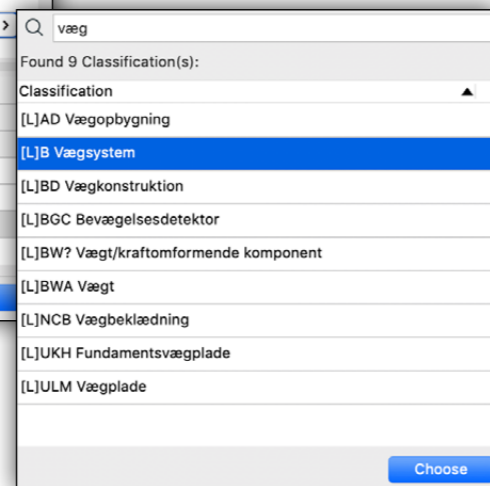 væg
Found 9 Classification(s):
Classification
[L]AD Vægopbygning
[L]B Vægsystem
[L]BD Vægkonstruktion
[L]BGC Bevægelsesdetektor
[L]BW? Vægt/kraftomformende komponent
[L]BWA Vægt
[L]NCB Vægbeklædning
[L]UKH Fundamentsvægplade
[L]ULM Vægplade
Choose